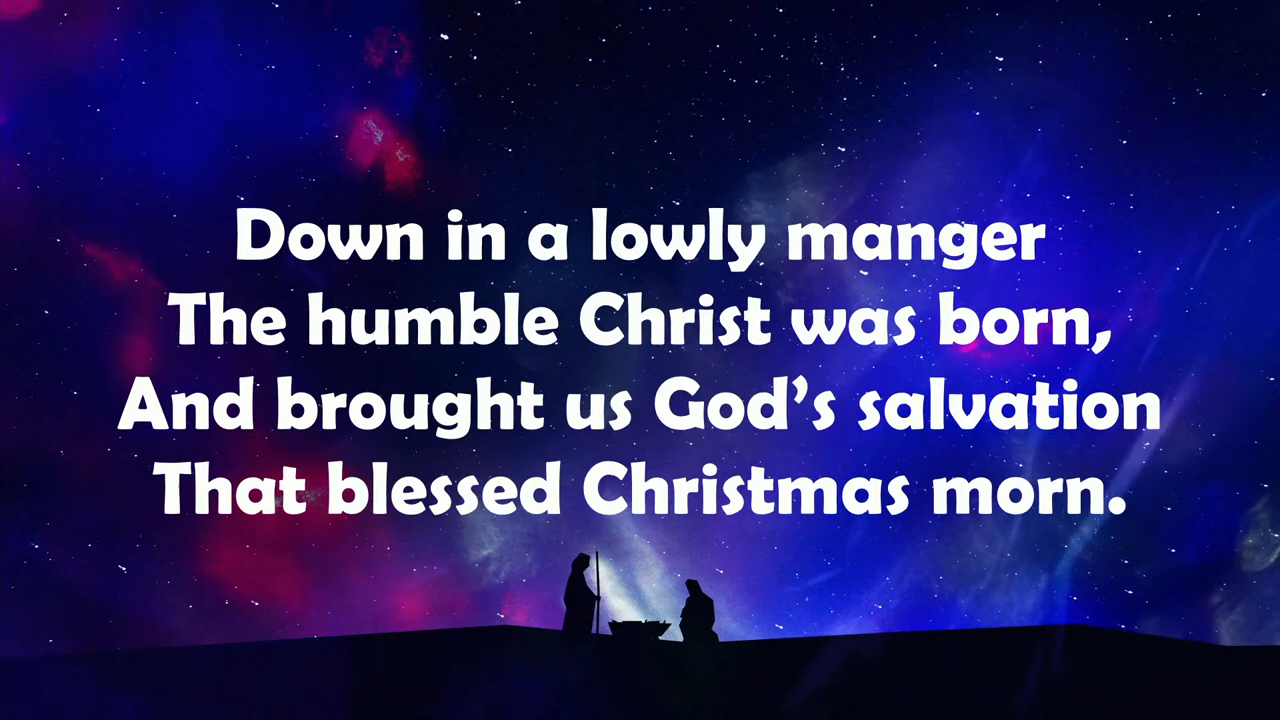 Down in a lowly manger
The humble Christ was born,
And brought us God’s salvation
That blessed Christmas morn.